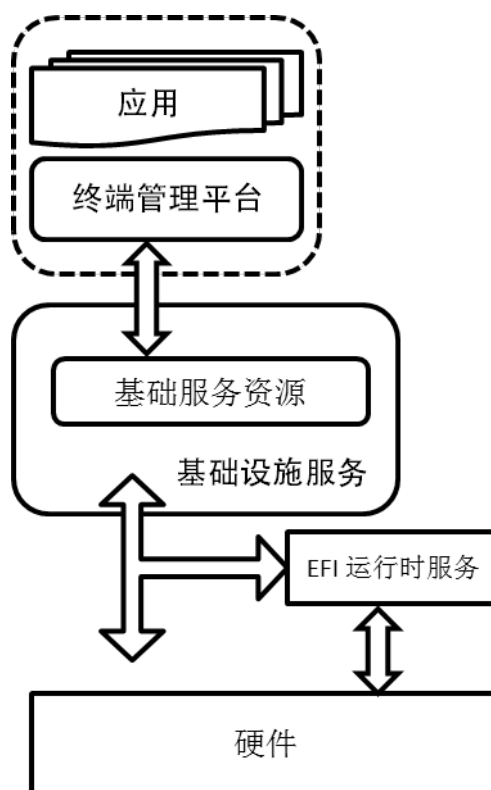 应用
终端管理平台
基础服务资源
基础设施服务
EFI 运行时服务
硬件